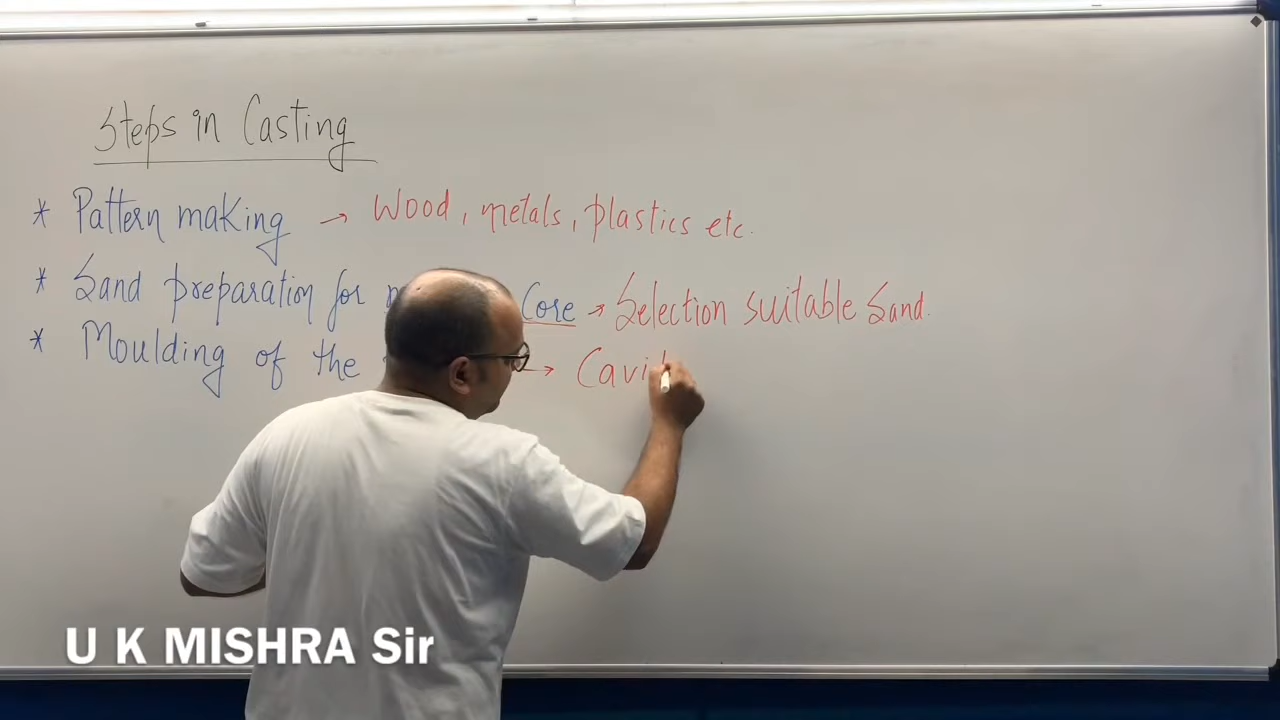 Steps in Casting
* Pattern making → Wood, metals, plastics etc.
* Sand preparation for Core → Selection suitable Sand.
* Moulding of the → Cavit
U K MISHRA Sir